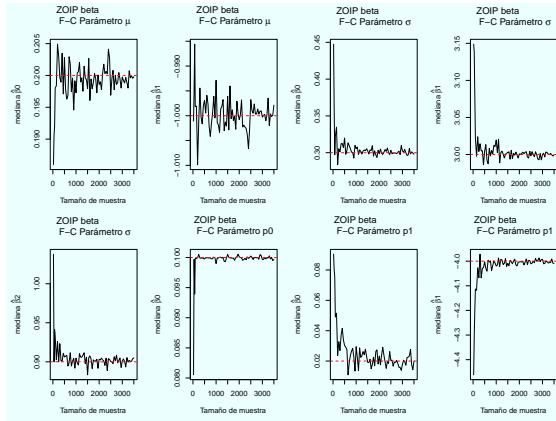 ZOIP beta
F−C Parámetro μ
mediana β̂0
0.190 0.195 0.200 0.205
0 1000 2000 3000
Tamaño de muestra
ZOIP beta
F−C Parámetro μ
mediana β̂1
−1.010 −1.000 −0.990
0 1000 2000 3000
Tamaño de muestra
ZOIP beta
F−C Parámetro σ
mediana β̂0
0.30 0.35 0.40 0.45
0 1000 2000 3000
Tamaño de muestra
ZOIP beta
F−C Parámetro σ
mediana β̂1
3.00 3.05 3.10 3.15
0 1000 2000 3000
Tamaño de muestra
ZOIP beta
F−C Parámetro σ
mediana β̂2
0.90 0.95 1.00
0 1000 2000 3000
Tamaño de muestra
ZOIP beta
F−C Parámetro p0
mediana β̂0
0.080 0.085 0.090 0.095 0.100
0 1000 2000 3000
Tamaño de muestra
ZOIP beta
F−C Parámetro p1
mediana β̂0
0.02 0.04 0.06 0.08
0 1000 2000 3000
Tamaño de muestra
ZOIP beta
F−C Parámetro p1
mediana β̂1
−4.4 −4.3 −4.2 −4.1 −4.0
0 1000 2000 3000
Tamaño de muestra